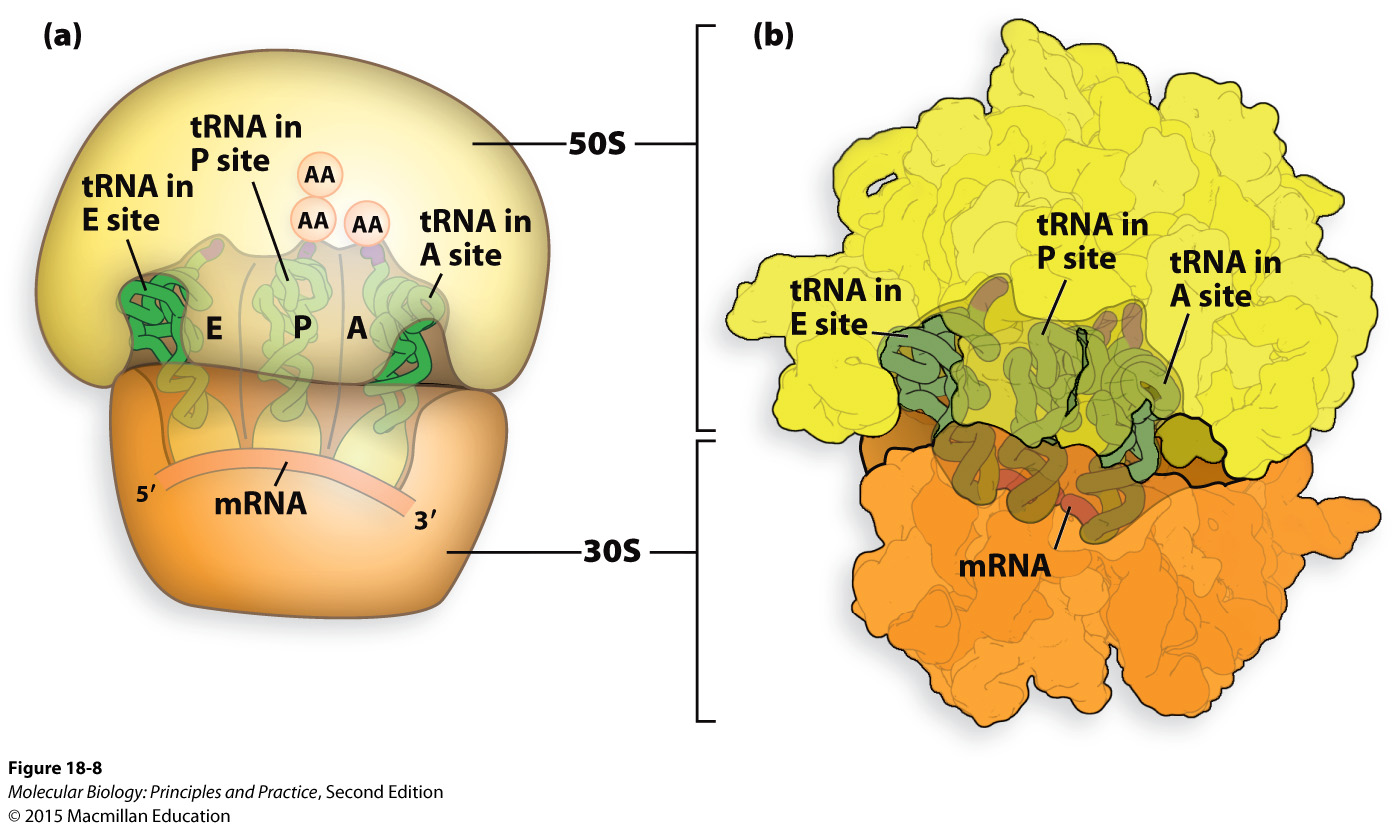 (a)
tRNA in
P site
tRNA in
E site
AA
AA
AA
tRNA in
A site
E
P
A
5′
mRNA
3′
50S
30S
(b)
tRNA in
P site
tRNA in
A site
tRNA in
E site
mRNA
Figure 18-8
Molecular Biology: Principles and Practice, Second Edition
© 2015 Macmillan Education